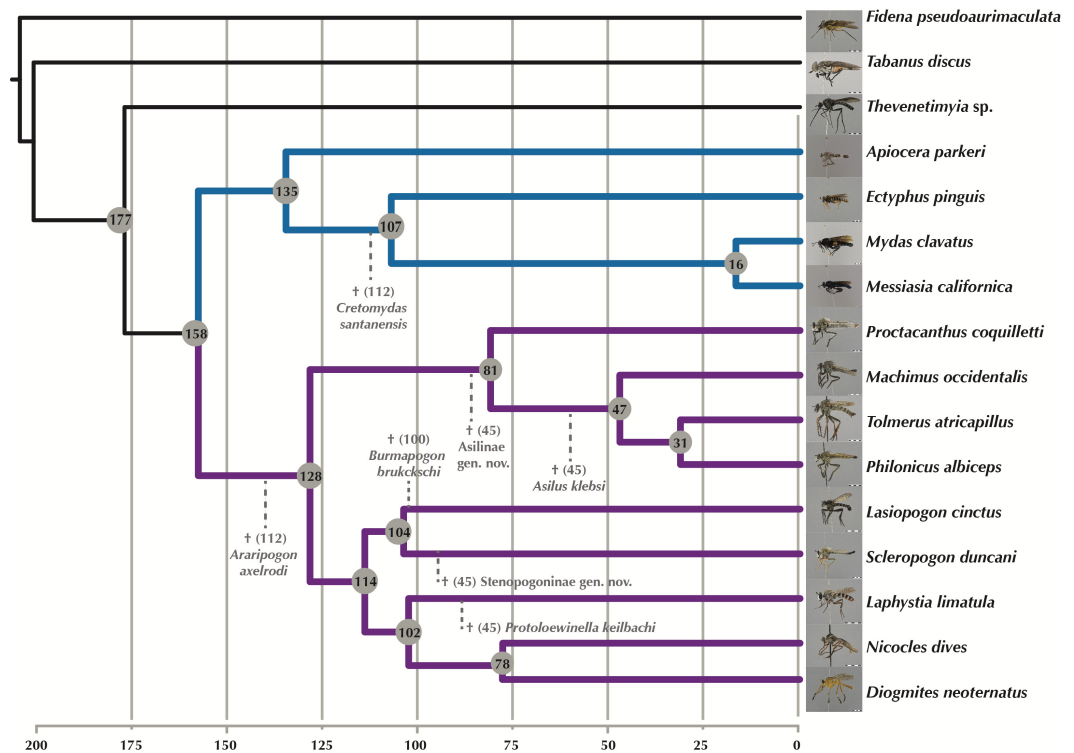 Fidena pseudoaurimaculata
Tabanus discus
Thevenetimyia sp.
Apiocera parkeri
135
Ectyphus pinguis
177
107
Mydas clavatus
16
Messiasia californica
† (112)
Cretomydas
santanensis
158
Proctacanthus coquilletti
81
Machimus occidentalis
47
Tolmerus atricapillus
† (45)
Asilinae
gen. nov.
31
† (100)
Burmapogon
brukckschi
Philonicus albiceps
† (45)
Asilus klebsi
128
Lasiopogon cinctus
104
† (112)
Araripogon
axelrodi
Scleropogon duncani
114
† (45) Stenopogoninae gen. nov.
Laphystia limatula
† (45) Protoloewinella keilbachi
102
Nicocles dives
78
Diogmites neoternatus
200 175 125 100 75 50 25 0
150